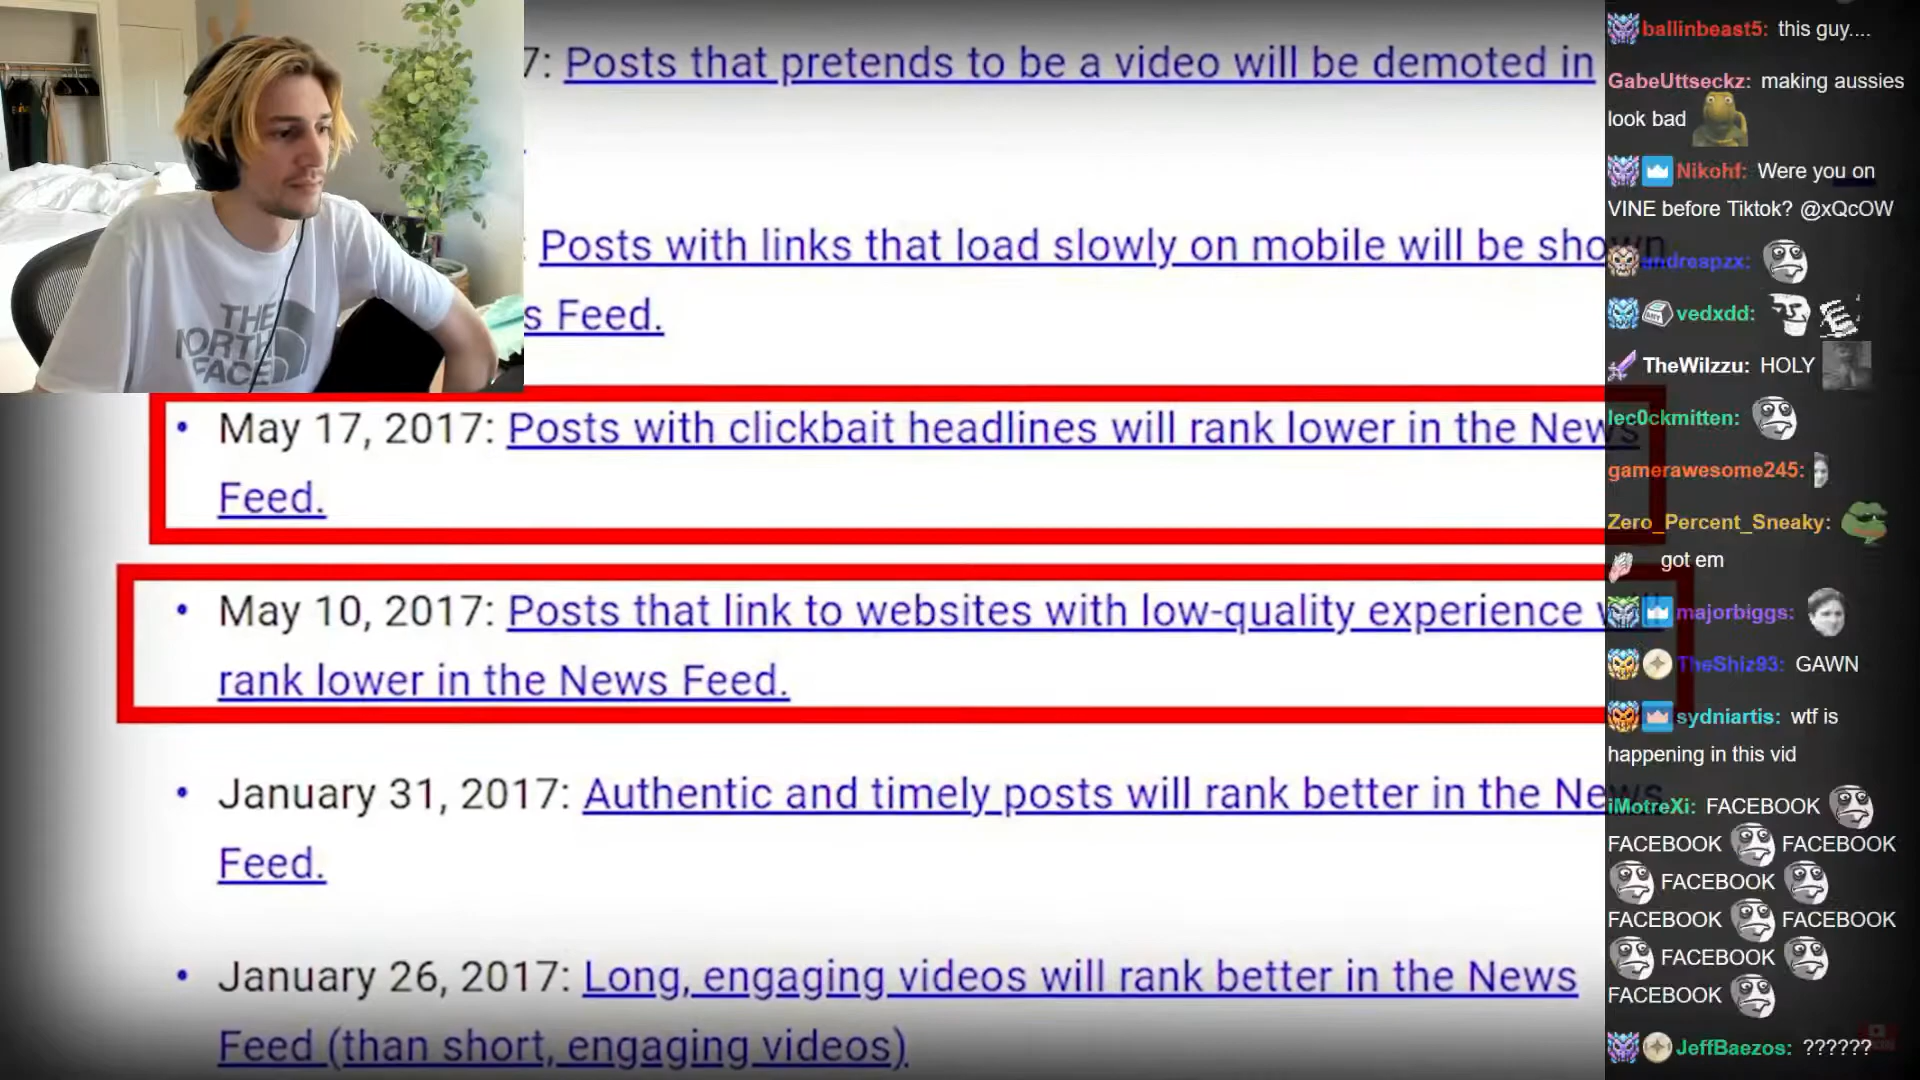 7: Posts that pretends to be a video will be demoted in
: Posts with links that load slowly on mobile will be shown
s Feed.
• May 17, 2017: Posts with clickbait headlines will rank lower in the News
Feed.
• May 10, 2017: Posts that link to websites with low-quality experience will
rank lower in the News Feed.
• January 31, 2017: Authentic and timely posts will rank better in the News
Feed.
• January 26, 2017: Long, engaging videos will rank better in the News
Feed (than short, engaging videos)
THE
NORTH
FACE
ballinbeast5: this guy....
GabeUttseckz: making aussies
look bad
Nikohf: Were you on
VINE before Tiktok? @xQcOW
andreapzx:
vedxdd:
TheWilzzu: HOLY
lec0ckmitten:
gamerawesome245:
Zero_Percent_Sneaky:
got em
majorbiggs:
TheShiz93: GAWN
sydniartis: wtf is
happening in this vid
iMotreXi: FACEBOOK
FACEBOOK FACEBOOK
FACEBOOK
FACEBOOK FACEBOOK
FACEBOOK
FACEBOOK
JeffBaezos: ??????